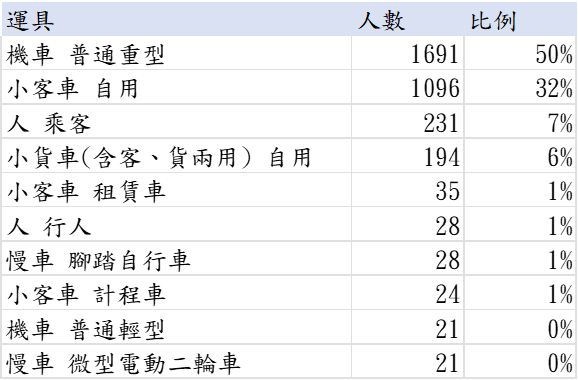 運具 人數 比例
機車 普通重型 1691 50%
小客車 自用 1096 32%
人 乘客 231 7%
小貨車(含客、貨兩用) 自用 194 6%
小客車 租賃車 35 1%
人 行人 28 1%
慢車 腳踏自行車 28 1%
小客車 計程車 24 1%
機車 普通輕型 21 0%
慢車 微型電動二輪車 21 0%